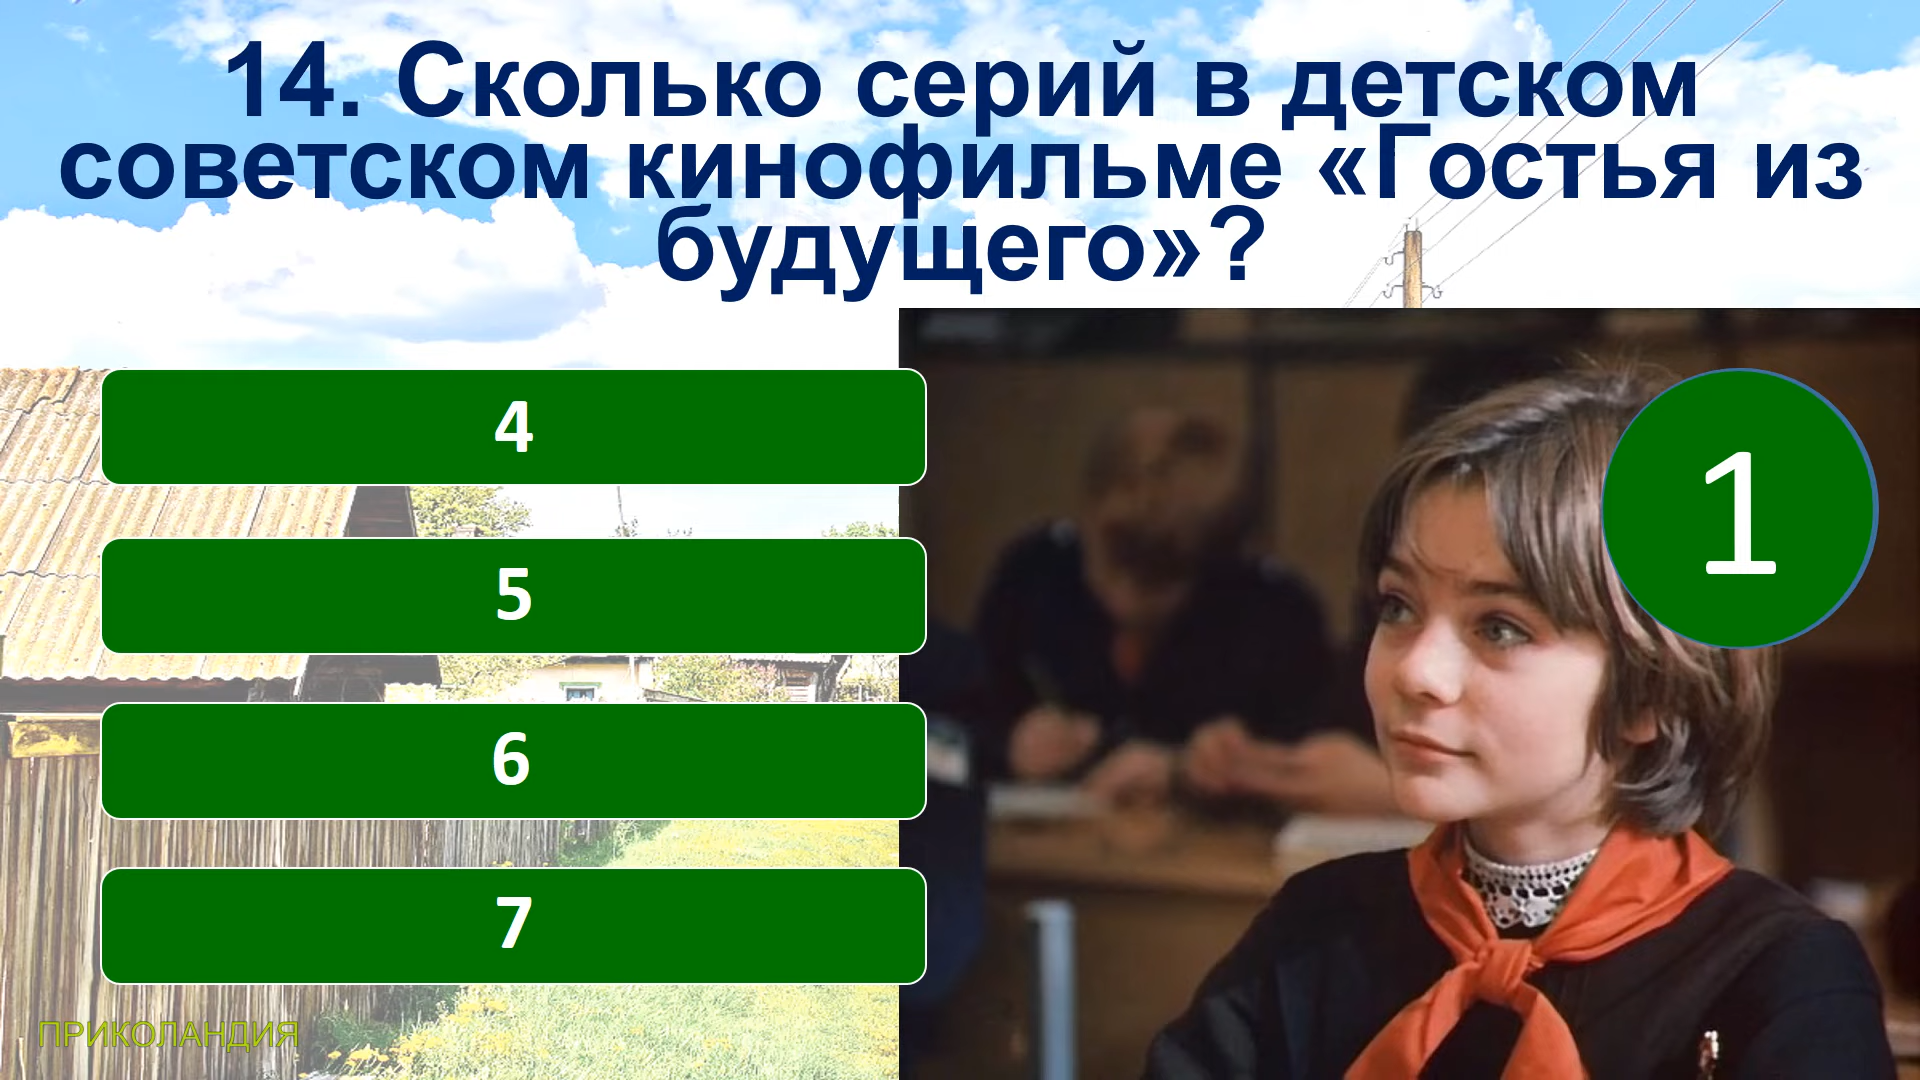 14. Сколько серий в детском
советском кинофильме «Гостья из
будущего»?
4
1
5
6
7
ПРИКОЛАНДИЯ